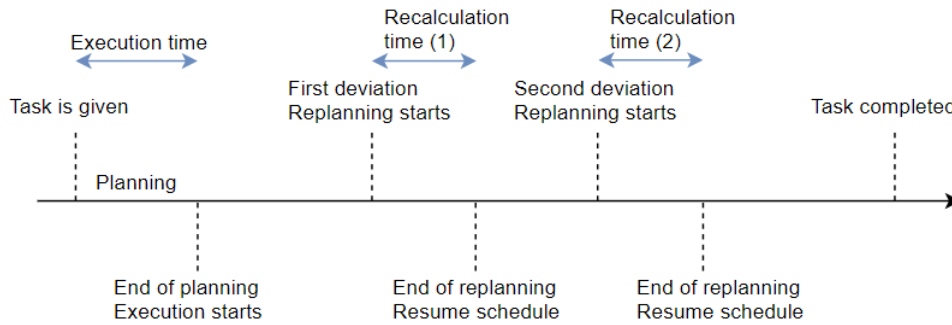 Execution time
Recalculation
time (1)
Recalculation
time (2)
Task is given
First deviation
Replanning starts
Second deviation
Replanning starts
Task completed
Planning
End of planning
Execution starts
End of replanning
Resume schedule
End of replanning
Resume schedule